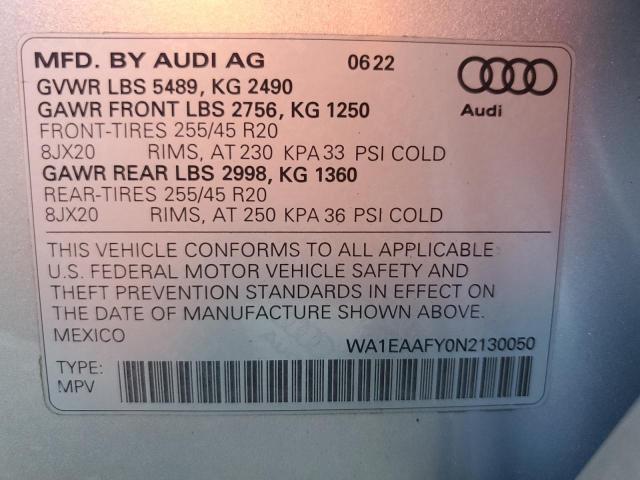 MFD. BY AUDI AG 0622
GVWR LBS 5489, KG 2490
GAWR FRONT LBS 2756, KG 1250
Audi
FRONT-TIRES 255/45 R20
8JX20 RIMS, AT 230 KPA 33 PSI COLD
GAWR REAR LBS 2998, KG 1360
REAR-TIRES 255/45 R20
8JX20 RIMS, AT 250 KPA 36 PSI COLD
THIS VEHICLE CONFORMS TO ALL APPLICABLE
U.S. FEDERAL MOTOR VEHICLE SAFETY AND
THEFT PREVENTION STANDARDS IN EFFECT ON
THE DATE OF MANUFACTURE SHOWN ABOVE.
MEXICO WA1EAAFY0N2130050
TYPE:
MPV